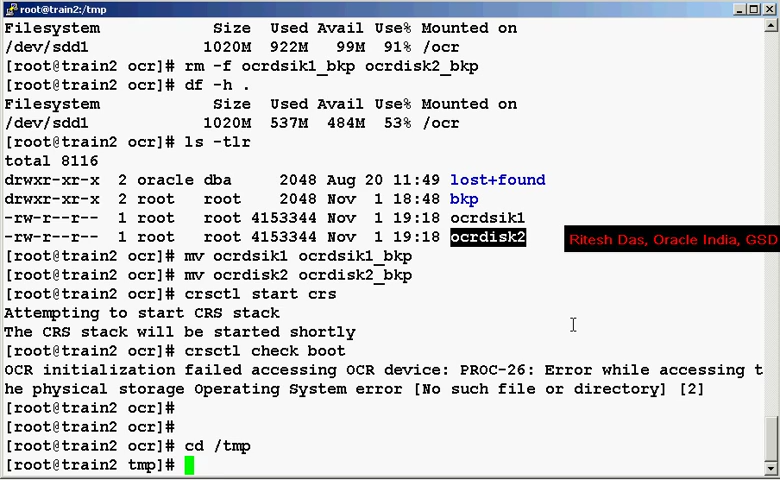 root@train2:/tmp
Filesystem            Size  Used Avail Use% Mounted on
/dev/sdd1            1020M  922M   99M  91% /ocr
[root@train2 ocr]# rm -f ocrdsik1_bkp ocrdisk2_bkp
[root@train2 ocr]# df -h .
Filesystem            Size  Used Avail Use% Mounted on
/dev/sdd1            1020M  537M  484M  53% /ocr
[root@train2 ocr]# ls -tlr
total 8116
drwxr-xr-x  2 oracle dba     2048 Aug 20 11:49 lost+found
drwxr-xr-x  2 root   root    2048 Nov  1 18:48 bkp
-rw-r--r--  1 root   root 4153344 Nov  1 19:18 ocrdsik1
-rw-r--r--  1 root   root 4153344 Nov  1 19:18 ocrdisk2
Ritesh Das, Oracle India, GSD
[root@train2 ocr]# mv ocrdsik1 ocrdsik1_bkp
[root@train2 ocr]# mv ocrdisk2 ocrdisk2_bkp
[root@train2 ocr]# crsctl start crs
Attempting to start CRS stack
The CRS stack will be started shortly
[root@train2 ocr]# crsctl check boot
OCR initialization failed accessing OCR device: PROC-26: Error while accessing t
he physical storage Operating System error [No such file or directory] [2]
[root@train2 ocr]#
[root@train2 ocr]#
[root@train2 ocr]# cd /tmp
[root@train2 tmp]#